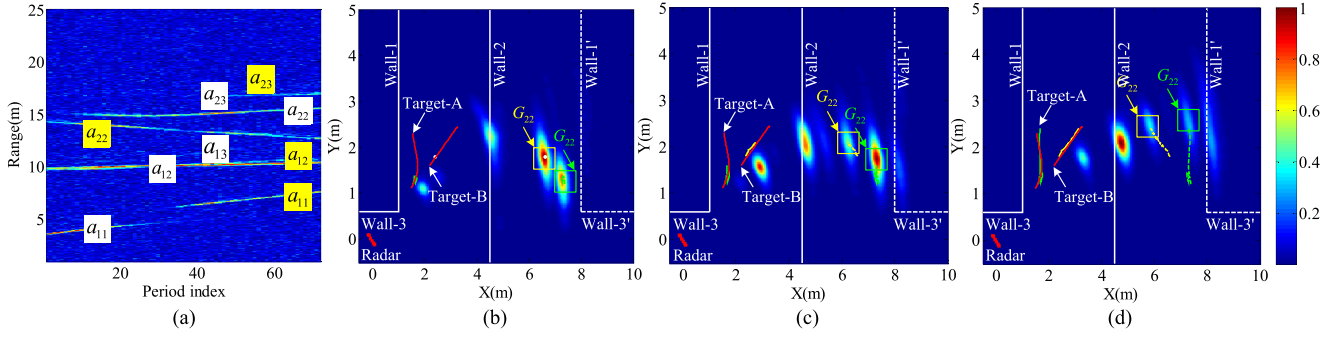 25
20
15
10
5
Range(m)
a23
a23
a22
a22
a13
a12
a12
a11
a11
20
40
60
Period index
(a)
5
4
3
2
1
0
Y(m)
Wall-1
Wall-2
Wall-1'
Target-A
Target-B
G22
G22
Wall-3
Wall-3'
Radar
0
2
4
6
8
10
X(m)
(b)
5
4
3
2
1
0
Y(m)
Wall-1
Wall-2
Wall-1'
Target-A
Target-B
G22
G22
Wall-3
Wall-3'
Radar
0
2
4
6
8
10
X(m)
(c)
5
4
3
2
1
0
Y(m)
Wall-1
Wall-2
Wall-1'
Target-A
Target-B
G22
G22
Wall-3
Wall-3'
Radar
0
2
4
6
8
10
X(m)
(d)
1
0.8
0.6
0.4
0.2